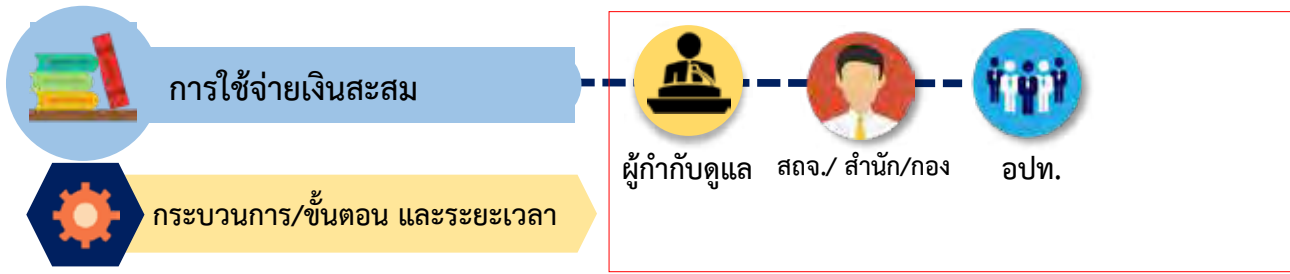 การใช้จ่ายเงินสะสม
ผู้กำกับดูแล
สถจ./ สำนัก/กอง
อปท.
กระบวนการ/ขั้นตอน และระยะเวลา